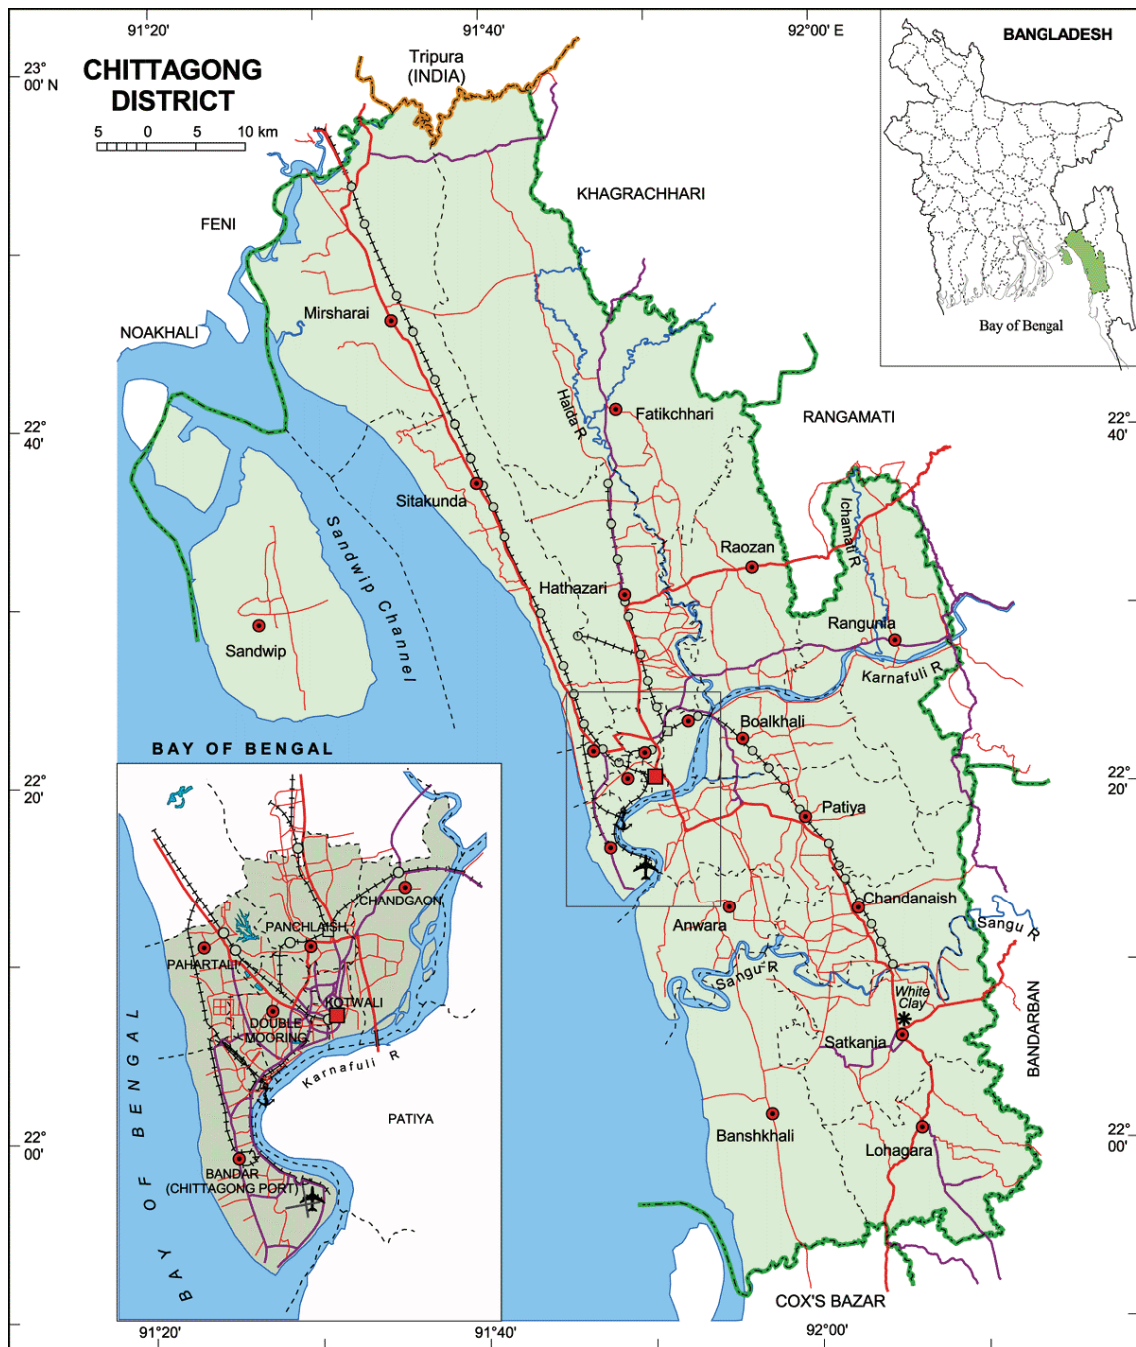 91°20'
91°40'
92°00' E
23°
00' N
CHITTAGONG
DISTRICT
5 0 5 10 km
Tripura
(INDIA)
BANGLADESH
Bay of Bengal
KHAGRACHHARI
FENI
NOAKHALI
Mirsharai
Halda R
Fatikchhari
RANGAMATI
22°
40'
22°
40'
Sitakunda
Ichamati R
Sandwip Channel
Raozan
Hathazari
Sandwip
Rangunia
Karnafuli R
Boalkhali
BAY OF BENGAL
22°
20'
22°
20'
Patiya
Chandanaish
Anwara
Sangu R
Sangu R
White
Clay
Satkania
BANDARBAN
Banshkhali
Lohagara
22°
00'
22°
00'
COX'S BAZAR
CHANDGAON
PANCHLAISH
PAHARTALI
KOTWALI
DOUBLE
MOORING
Karnafuli R
PATIYA
BANDAR
(CHITTAGONG PORT)
BAY OF BENGAL
91°20'
91°40'
92°00'